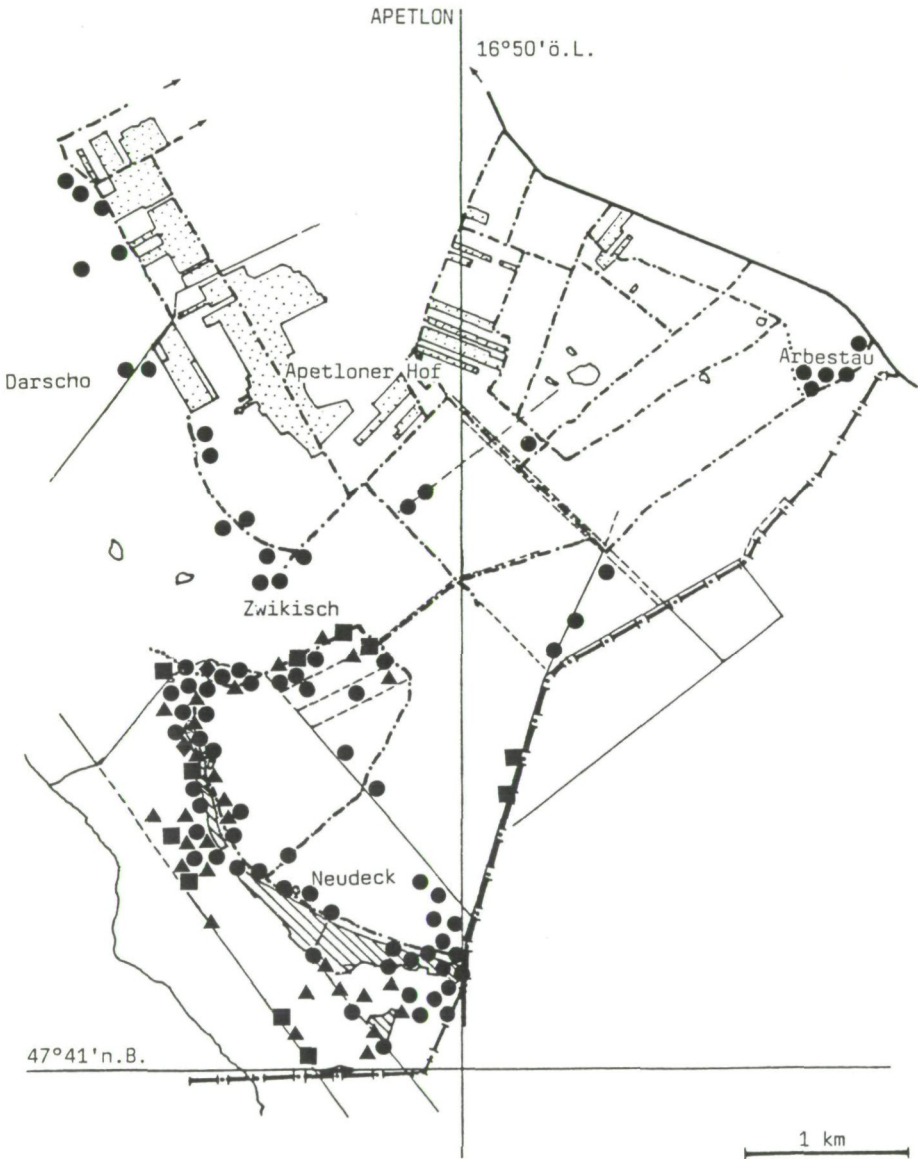 APETLON
16°50'ö.L.
Darscho
Apetloner Hof
Arbestau
Zwikisch
Neudeck
47°41'n.B.
1 km